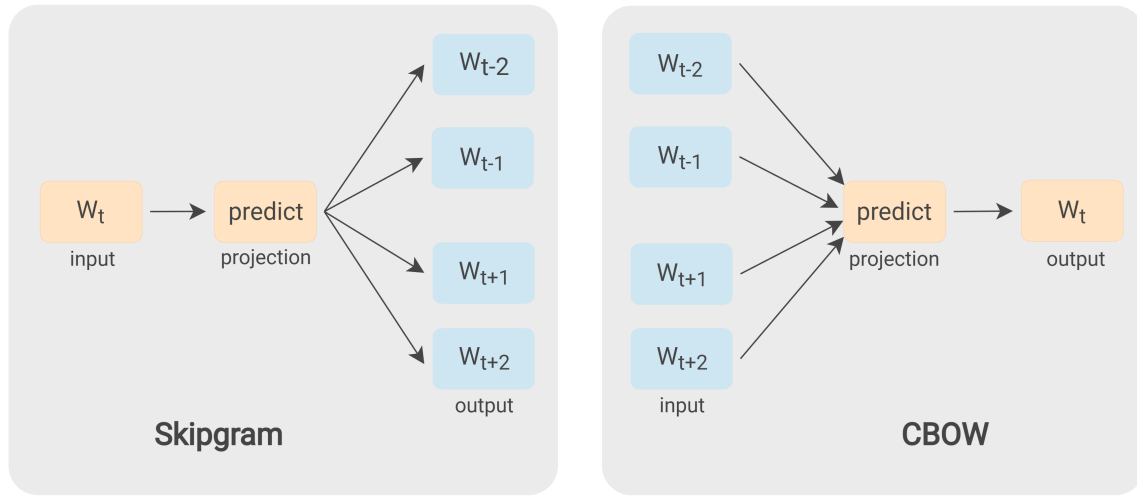 Wt-2
Wt-1
Wt
predict
input
projection
Wt+1
Wt+2
output
Skipgram
Wt-2
Wt-1
predict
Wt
projection
output
Wt+1
Wt+2
input
CBOW